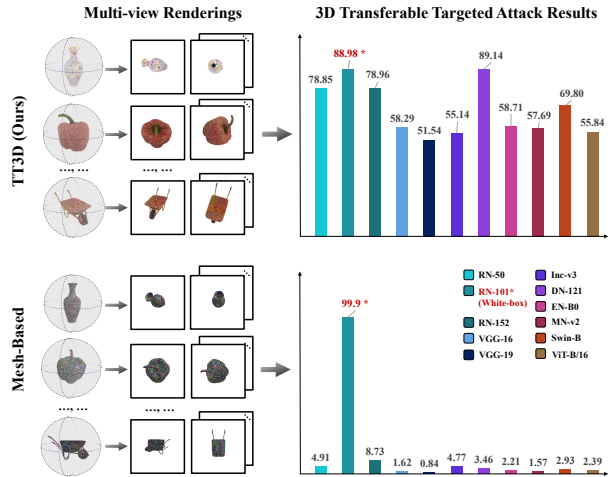 Multi-view Renderings
3D Transferable Targeted Attack Results
TT3D (Ours)
..., ...
..., ...
78.85
88.98 *
78.96
58.29
51.54
55.14
89.14
58.71
57.69
69.80
55.84
Mesh-Based
..., ...
..., ...
4.91
99.9 *
8.73
1.62
0.84
4.77
3.46
2.21
1.57
2.93
2.39
RN-50
RN-101*
(White-box)
RN-152
VGG-16
VGG-19
Inc-v3
DN-121
EN-B0
MN-v2
Swin-B
ViT-B/16